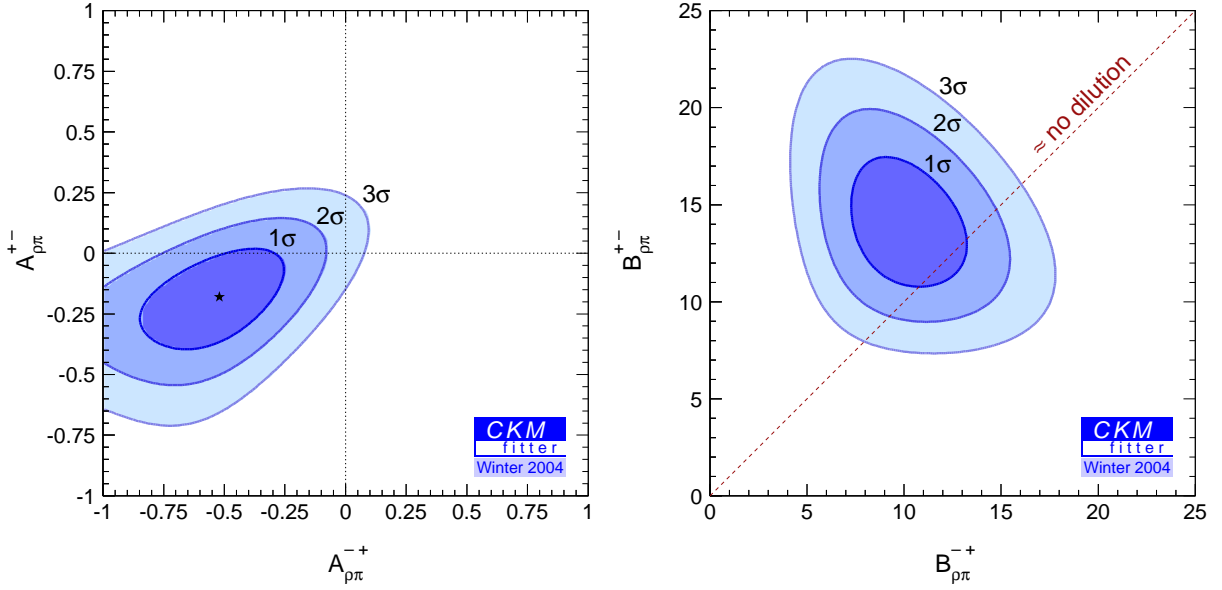 1
0.75
0.5
0.25
0
-0.25
-0.5
-0.75
-1
-1 -0.75 -0.5 -0.25 0 0.25 0.5 0.75 1
A+−ρπ
A−+ρπ
3σ
2σ
1σ
CKM
fitter
Winter 2004
25
20
15
10
5
0
0 5 10 15 20 25
B+−ρπ
B−+ρπ
3σ
2σ
1σ
≈ no dilution
CKM
fitter
Winter 2004